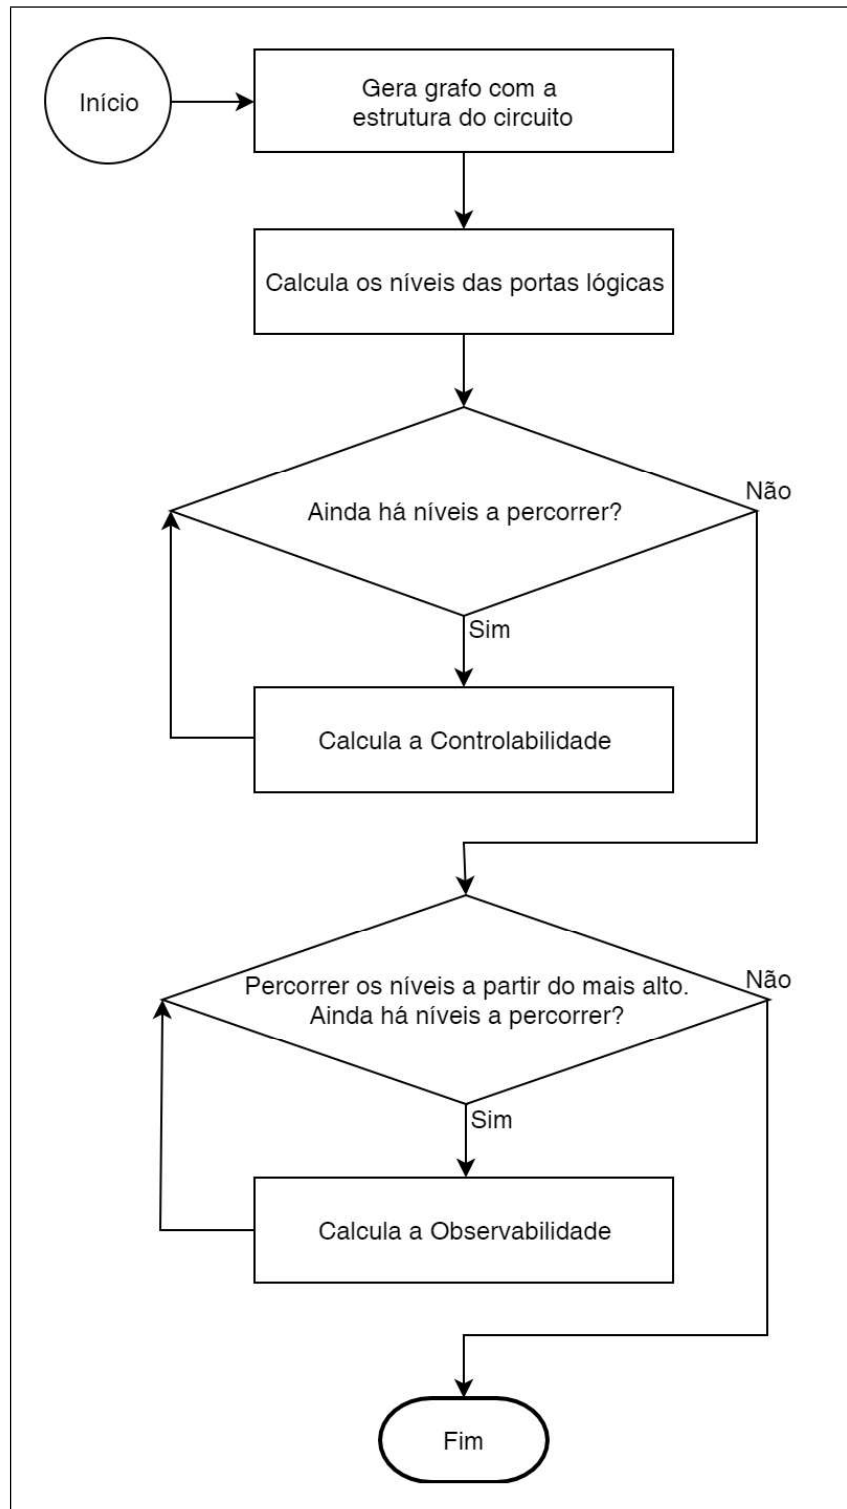 Início
Gera grafo com a
estrutura do circuito
Calcula os níveis das portas lógicas
Ainda há níveis a percorrer?
Não
Sim
Calcula a Controlabilidade
Percorrer os níveis a partir do mais alto.
Ainda há níveis a percorrer?
Não
Sim
Calcula a Observabilidade
Fim